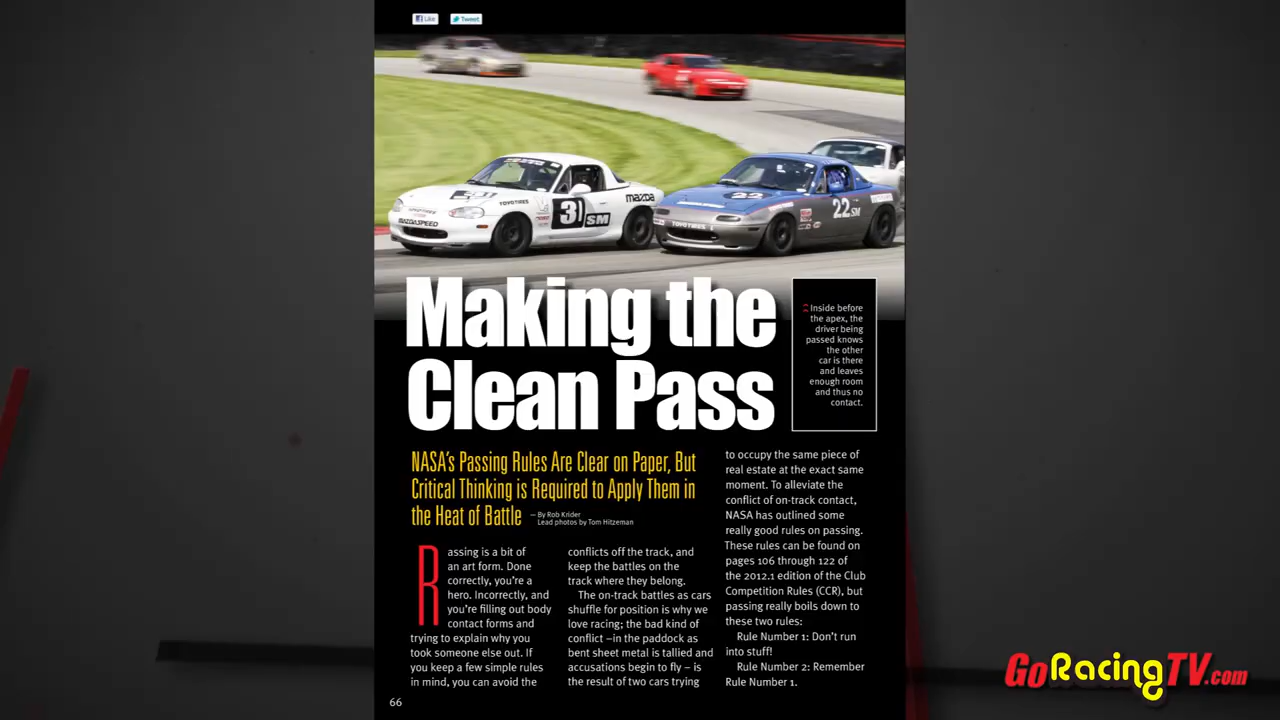 Like
Tweet
31
SM
MAZDA
TOYO TIRES
MAZDASPEED
22
22 SM
TOYO TIRES
Making the
Clean Pass
Inside before
the apex, the
driver being
passed knows
the other
car is there
and leaves
enough room
and thus no
contact.
NASA's Passing Rules Are Clear on Paper, But
Critical Thinking is Required to Apply Them in
the Heat of Battle
— By Rob Krider
Lead photos by Tom Hitzeman
Rassing is a bit of
an art form. Done
correctly, you're a
hero. Incorrectly, and
you're filling out body
contact forms and
trying to explain why you
took someone else out. If
you keep a few simple rules
in mind, you can avoid the
conflicts off the track, and
keep the battles on the
track where they belong.
The on-track battles as cars
shuffle for position is why we
love racing; the bad kind of
conflict –in the paddock as
bent sheet metal is tallied and
accusations begin to fly – is
the result of two cars trying
to occupy the same piece of
real estate at the exact same
moment. To alleviate the
conflict of on-track contact,
NASA has outlined some
really good rules on passing.
These rules can be found on
pages 106 through 122 of
the 2012.1 edition of the Club
Competition Rules (CCR), but
passing really boils down to
these two rules:
Rule Number 1: Don't run
into stuff!
Rule Number 2: Remember
Rule Number 1.
66
GoRacingTV.com